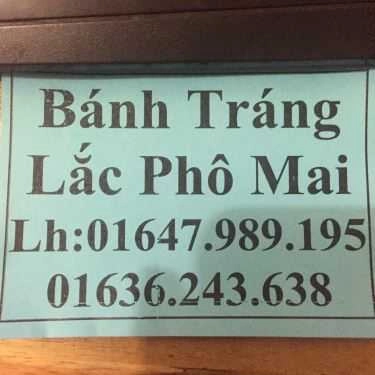 Bánh Tráng
Lắc Phô Mai
Lh:01647.989.195
01636.243.638